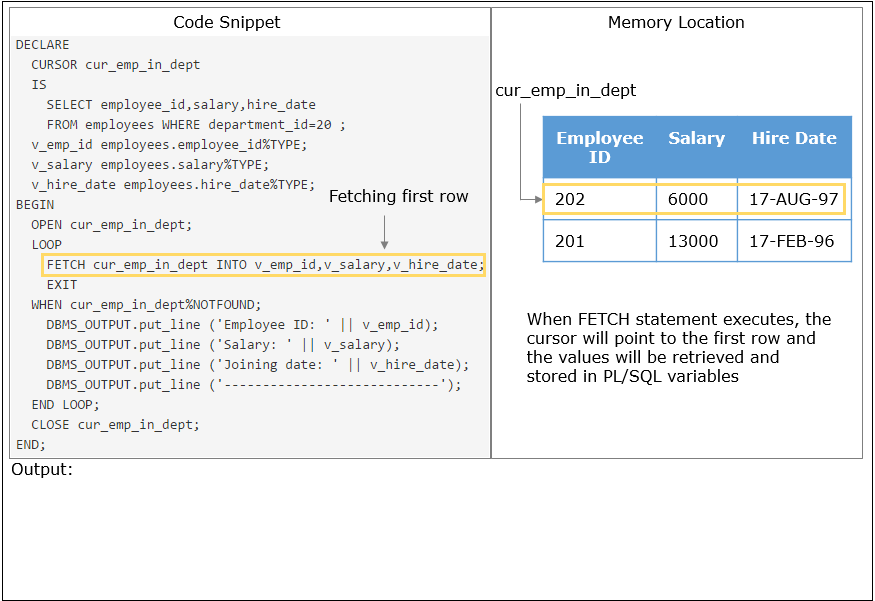 Code Snippet
DECLARE
CURSOR cur_emp_in_dept
IS
SELECT employee_id,salary,hire_date
FROM employees WHERE department_id=20 ;
v_emp_id employees.employee_id%TYPE;
v_salary employees.salary%TYPE;
v_hire_date employees.hire_date%TYPE;
Fetching first row
BEGIN
OPEN cur_emp_in_dept;
LOOP
FETCH cur_emp_in_dept INTO v_emp_id,v_salary,v_hire_date;
EXIT
WHEN cur_emp_in_dept%NOTFOUND;
DBMS_OUTPUT.put_line ('Employee ID: ' || v_emp_id);
DBMS_OUTPUT.put_line ('Salary: ' || v_salary);
DBMS_OUTPUT.put_line ('Joining date: ' || v_hire_date);
DBMS_OUTPUT.put_line ('----------------------------');
END LOOP;
CLOSE cur_emp_in_dept;
END;
Memory Location
cur_emp_in_dept
Employee ID Salary Hire Date
202 6000 17-AUG-97
201 13000 17-FEB-96
When FETCH statement executes, the
cursor will point to the first row and
the values will be retrieved and
stored in PL/SQL variables
Output: